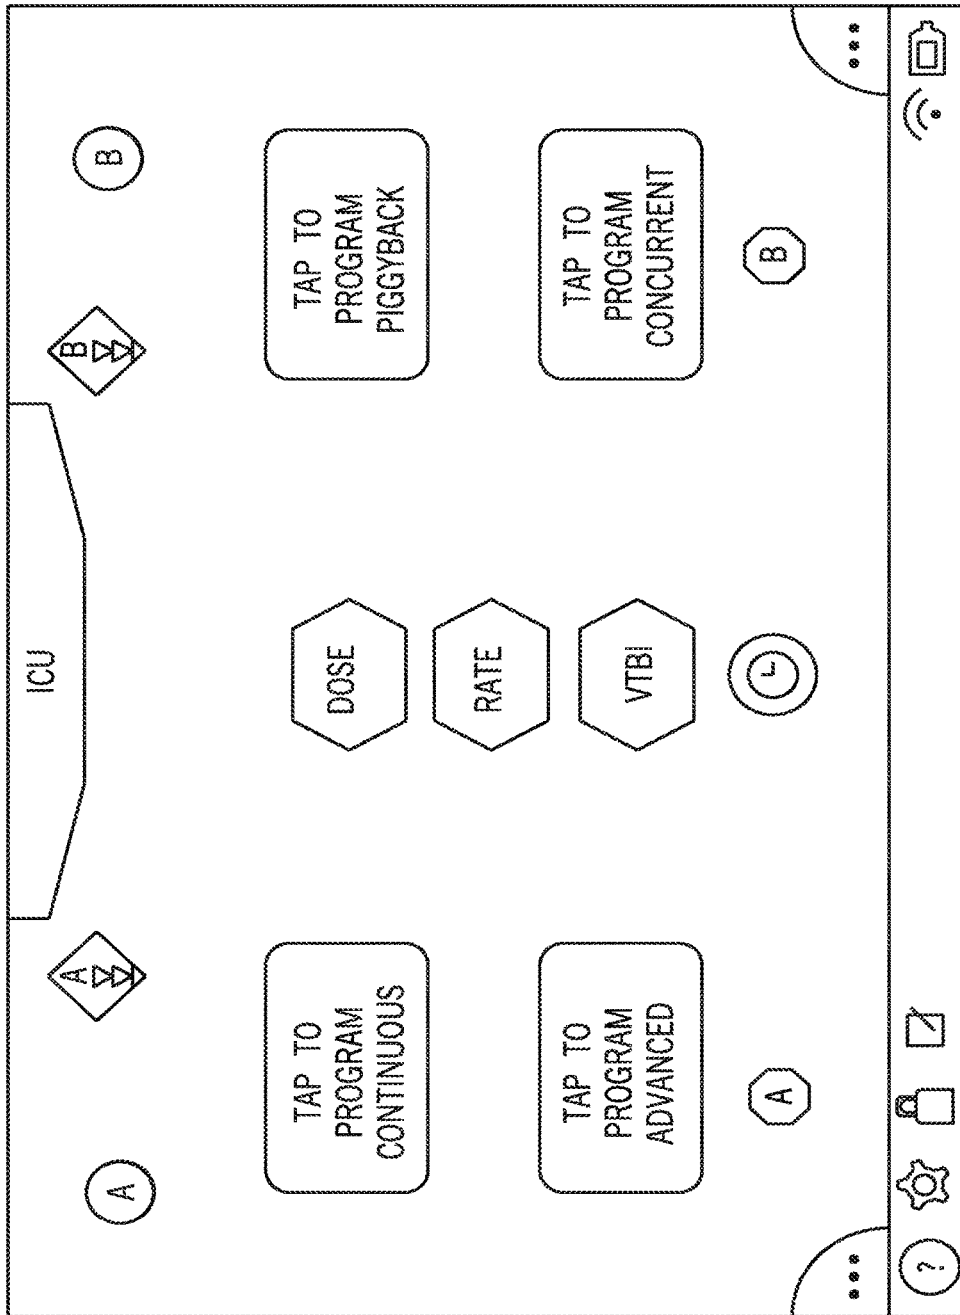 ICU
A
A
B
B
TAP TO
PROGRAM
CONTINUOUS
DOSE
TAP TO
PROGRAM
PIGGYBACK
RATE
TAP TO
PROGRAM
ADVANCED
VTBI
TAP TO
PROGRAM
CONCURRENT
A
B
?